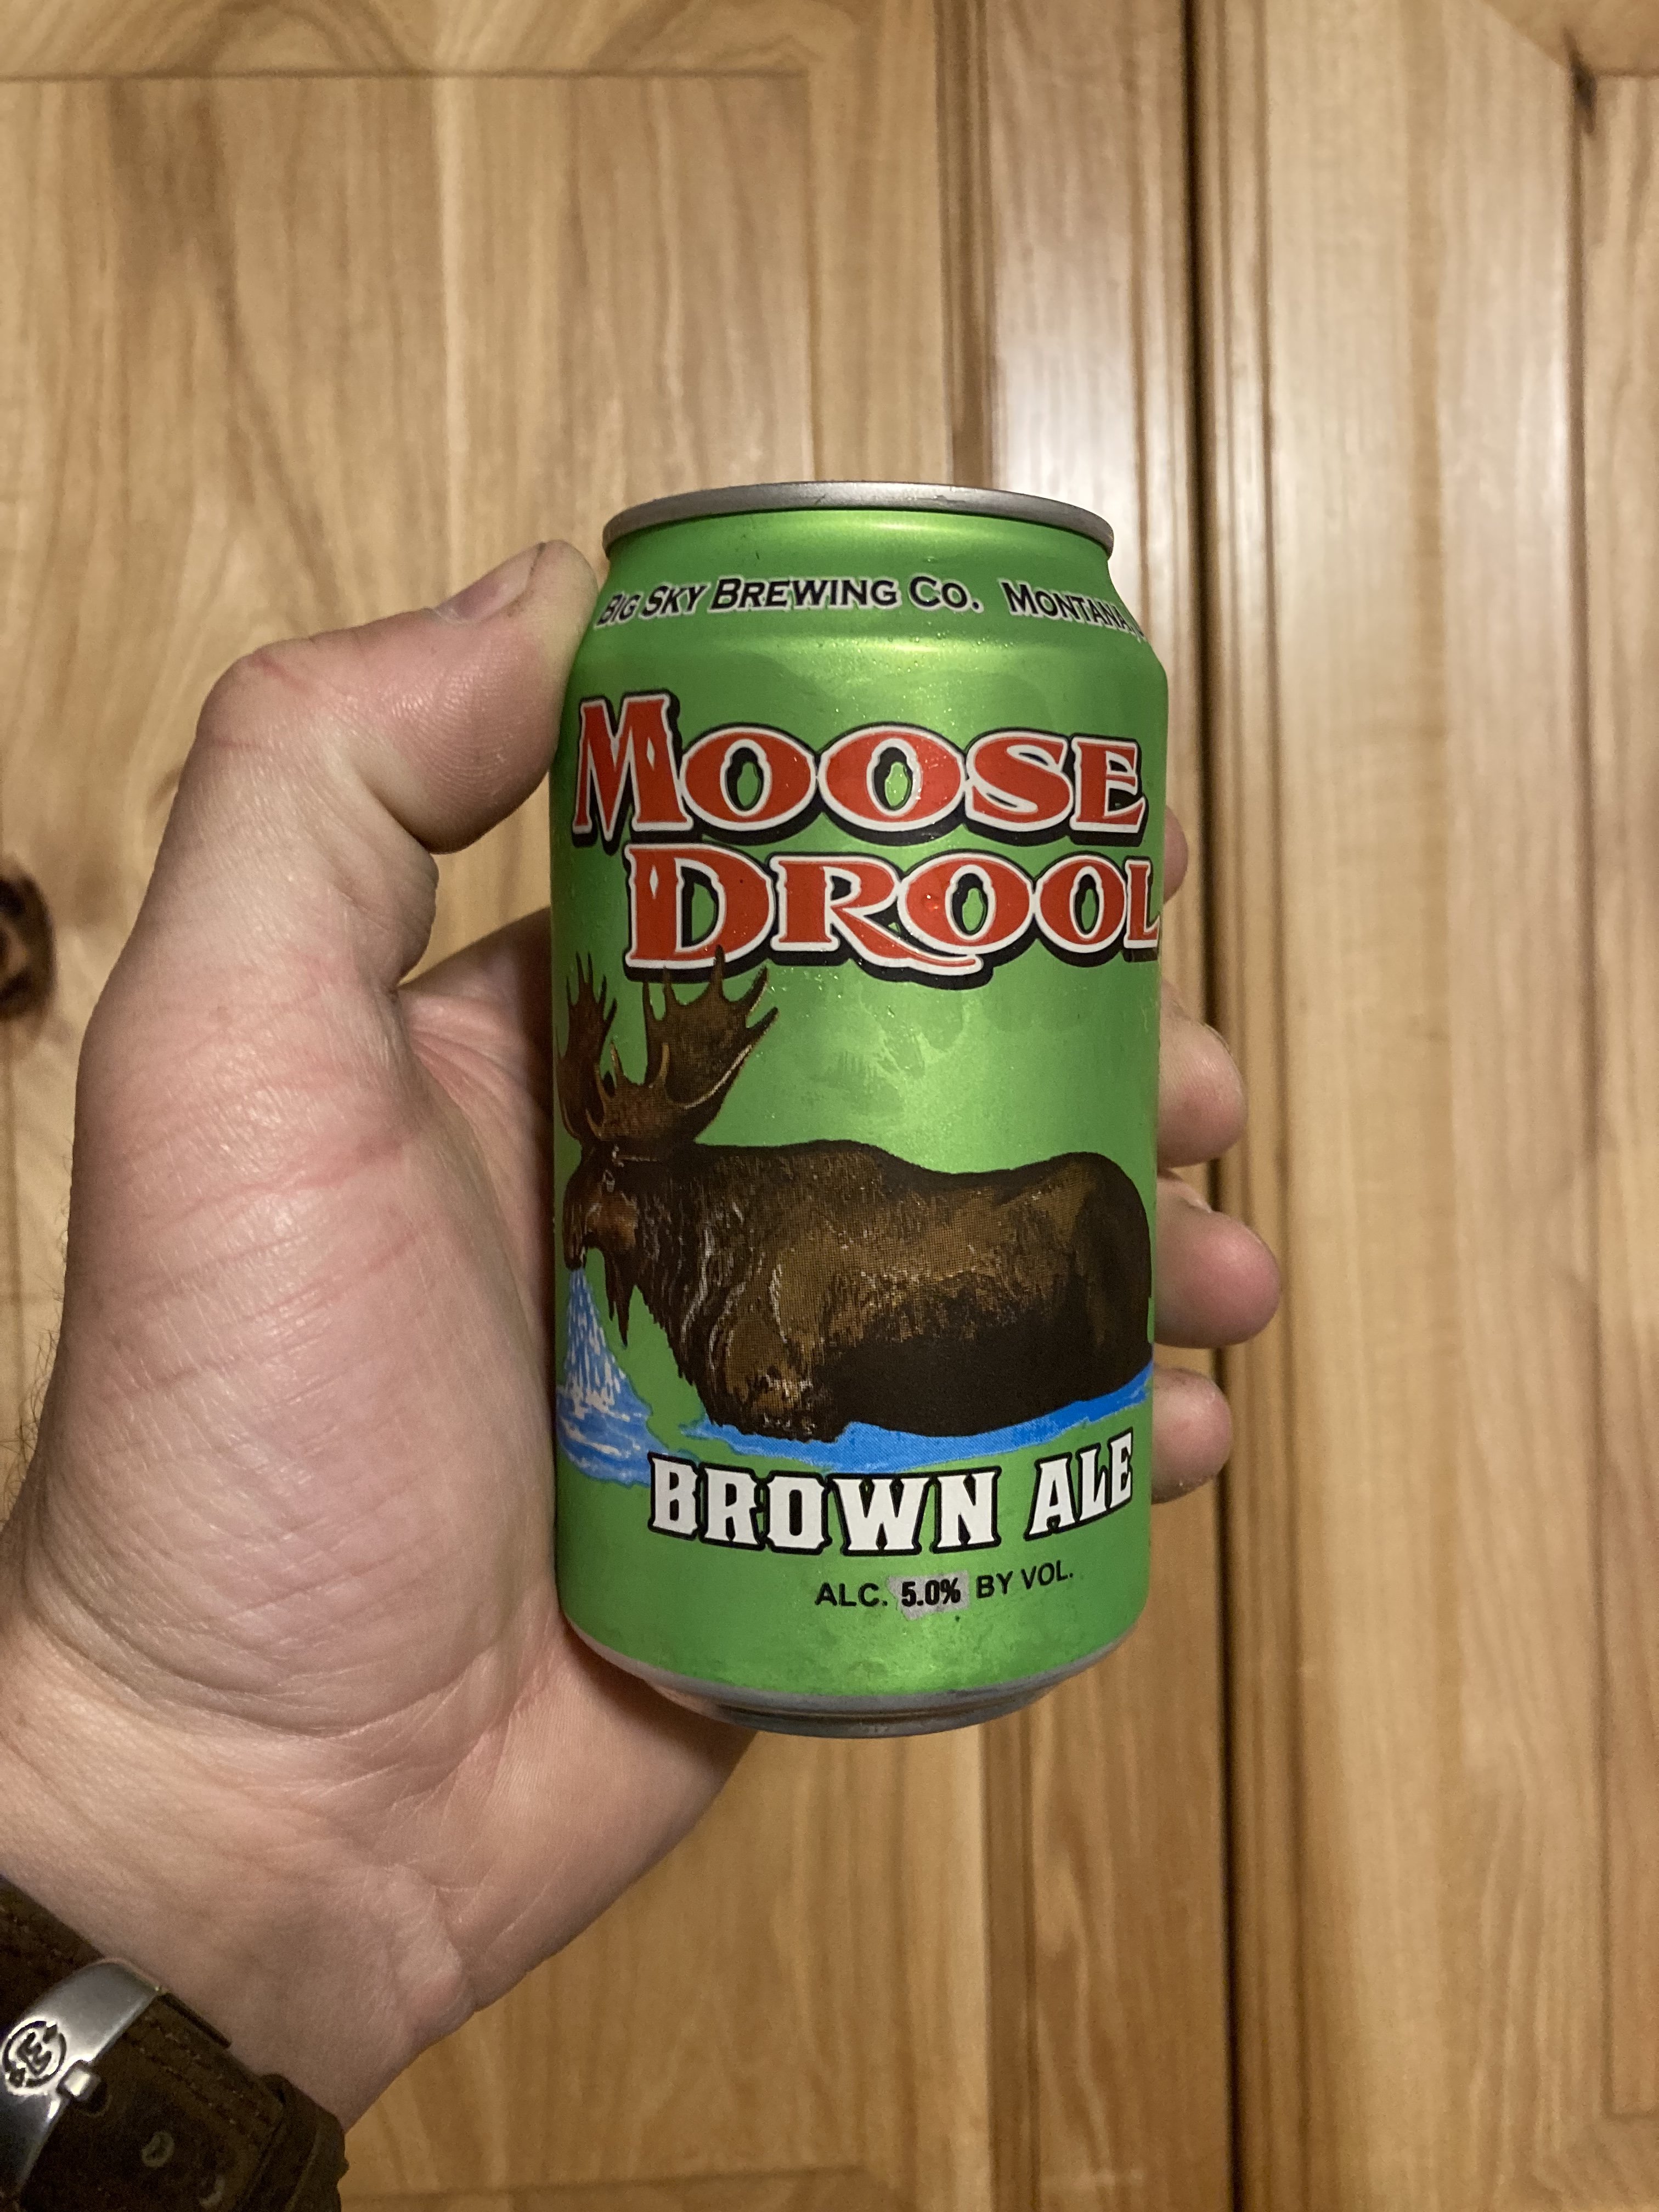 BIG SKY BREWING CO. MONTANA
MOOSE
DROOL
BROWN ALE
ALC. 5.0% BY VOL.
E